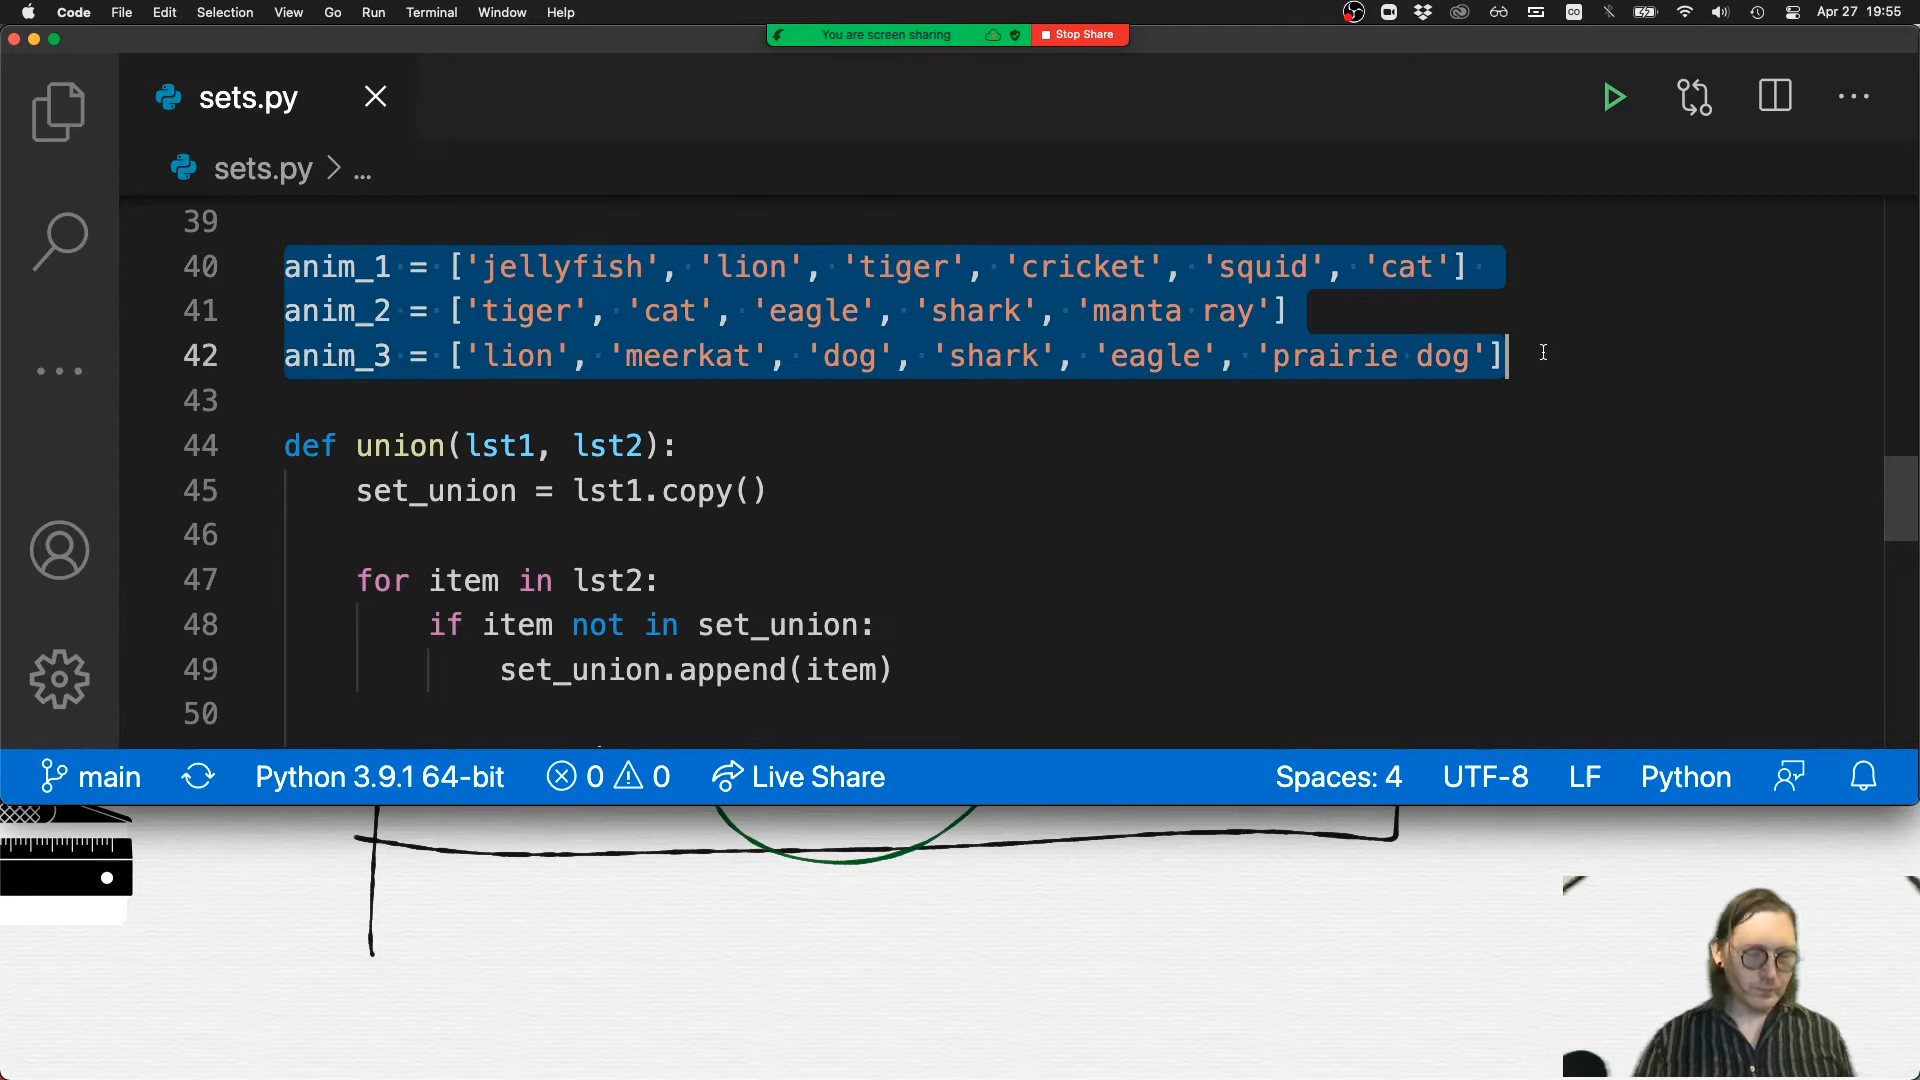 Code File Edit Selection View Go Run Terminal Window Help Apr 27 19:55
You are screen sharing Stop Share
sets.py
sets.py > ...
39
40 anim_1 = ['jellyfish', 'lion', 'tiger', 'cricket', 'squid', 'cat']
41 anim_2 = ['tiger', 'cat', 'eagle', 'shark', 'manta ray']
42 anim_3 = ['lion', 'meerkat', 'dog', 'shark', 'eagle', 'prairie dog']
43
44 def union(lst1, lst2):
45 set_union = lst1.copy()
46
47 for item in lst2:
48 if item not in set_union:
49 set_union.append(item)
50
main Python 3.9.1 64-bit 0 0 Live Share Spaces: 4 UTF-8 LF Python